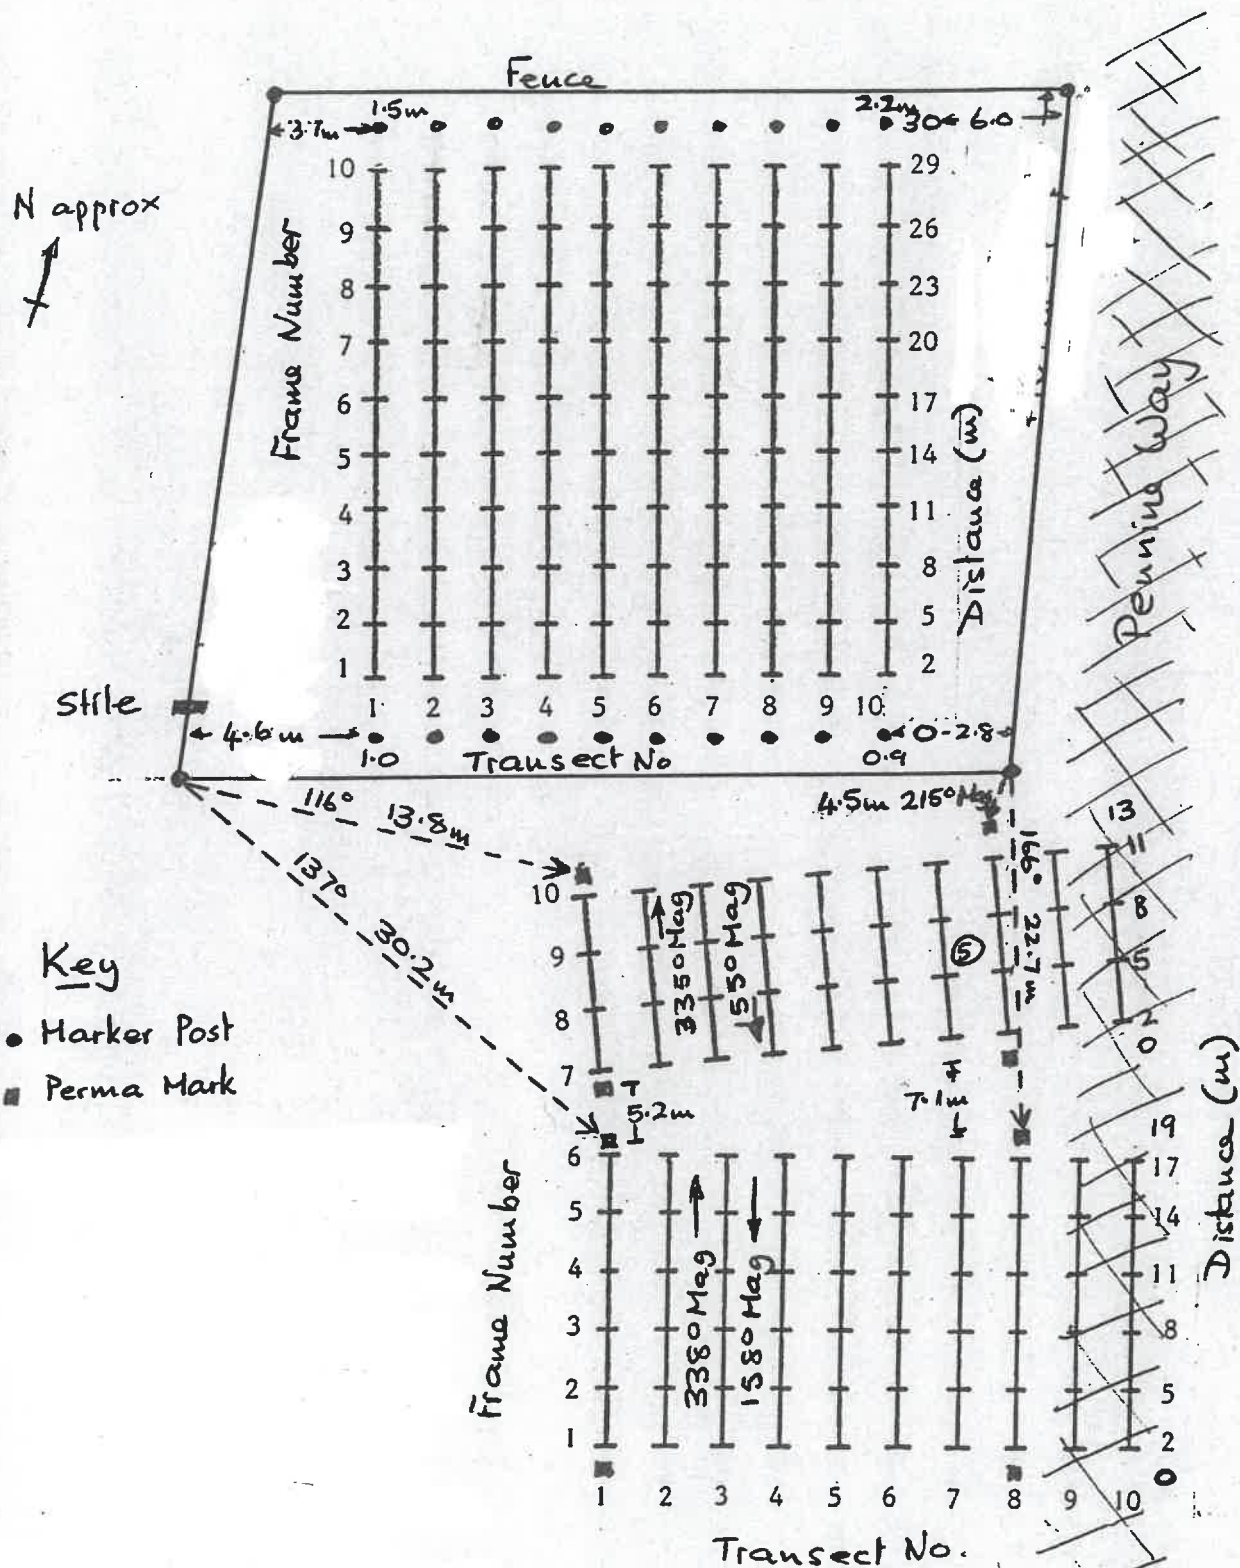 Fence
1.5m
2.2m
3.7m
30 6.0
N approx
10 29
9 26
8 23
7 20
6 17
5 14
4 11
3 8
2 5
1 2
Frame Number
Distance (m)
Pennine Way
Stile
1 2 3 4 5 6 7 8 9 10
4.6m
0-2.8
1.0
Transect No
0.9
116° 13.8m
4.5m 215° Mag
137°
30.2m
166° 22.7m
13
11
10
9
8
7
8
5
2
0
335° Mag
5
Key
Marker Post
Perma Mark
5.2m
7.1m
Frame Number
19
6 17
5 14
4 11
3 8
2 5
1 2
0
338° Mag
158° Mag
Distance (m)
1 2 3 4 5 6 7 8 9 10
Transect No.